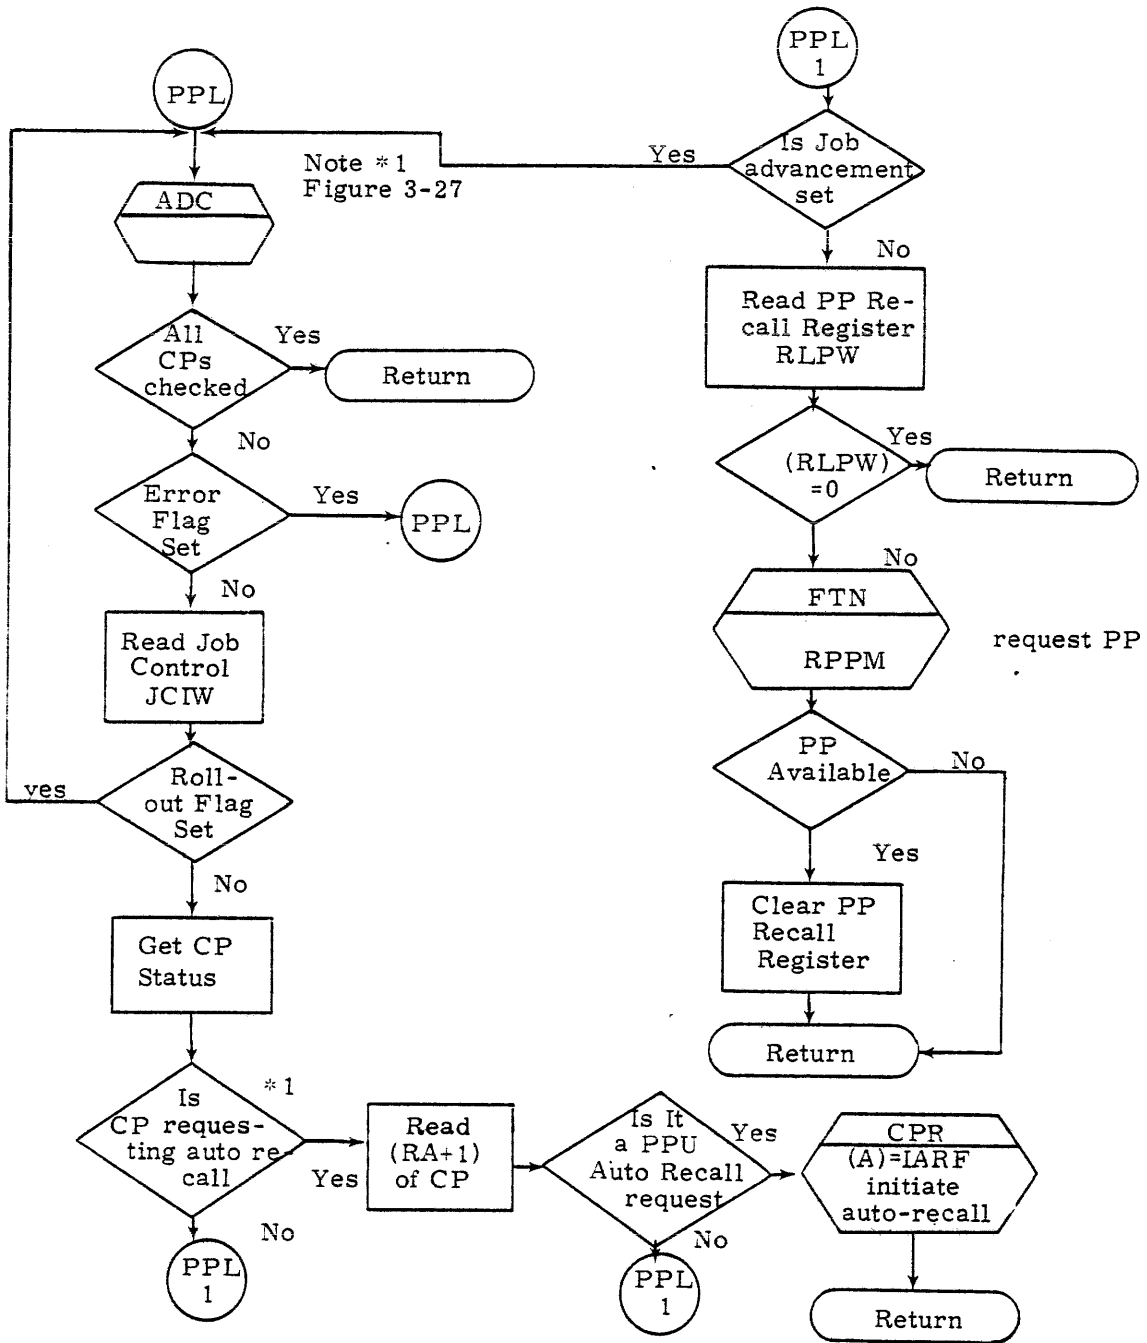 PPL
Note *1
Figure 3-27
ADC
All
CPs
checked
Yes
Return
No
Error
Flag
Set
Yes
PPL
No
Read Job
Control
JCIW
Roll-
out Flag
Set
yes
No
Get CP
Status
Is
CP reques-
ting auto re-
call
*1
Yes
No
PPL
1
Read
(RA+1)
of CP
Is It
a PPU
Auto Recall
request
Yes
No
PPL
1
CPR
(A)=IARF
initiate
auto-recall
Return
PPL
1
Is Job
advancement
set
Yes
No
Read PP Re-
call Register
RLPW
(RLPW)
=0
Yes
Return
No
FTN
RPPM
request PP
PP
Available
No
Yes
Clear PP
Recall
Register
Return